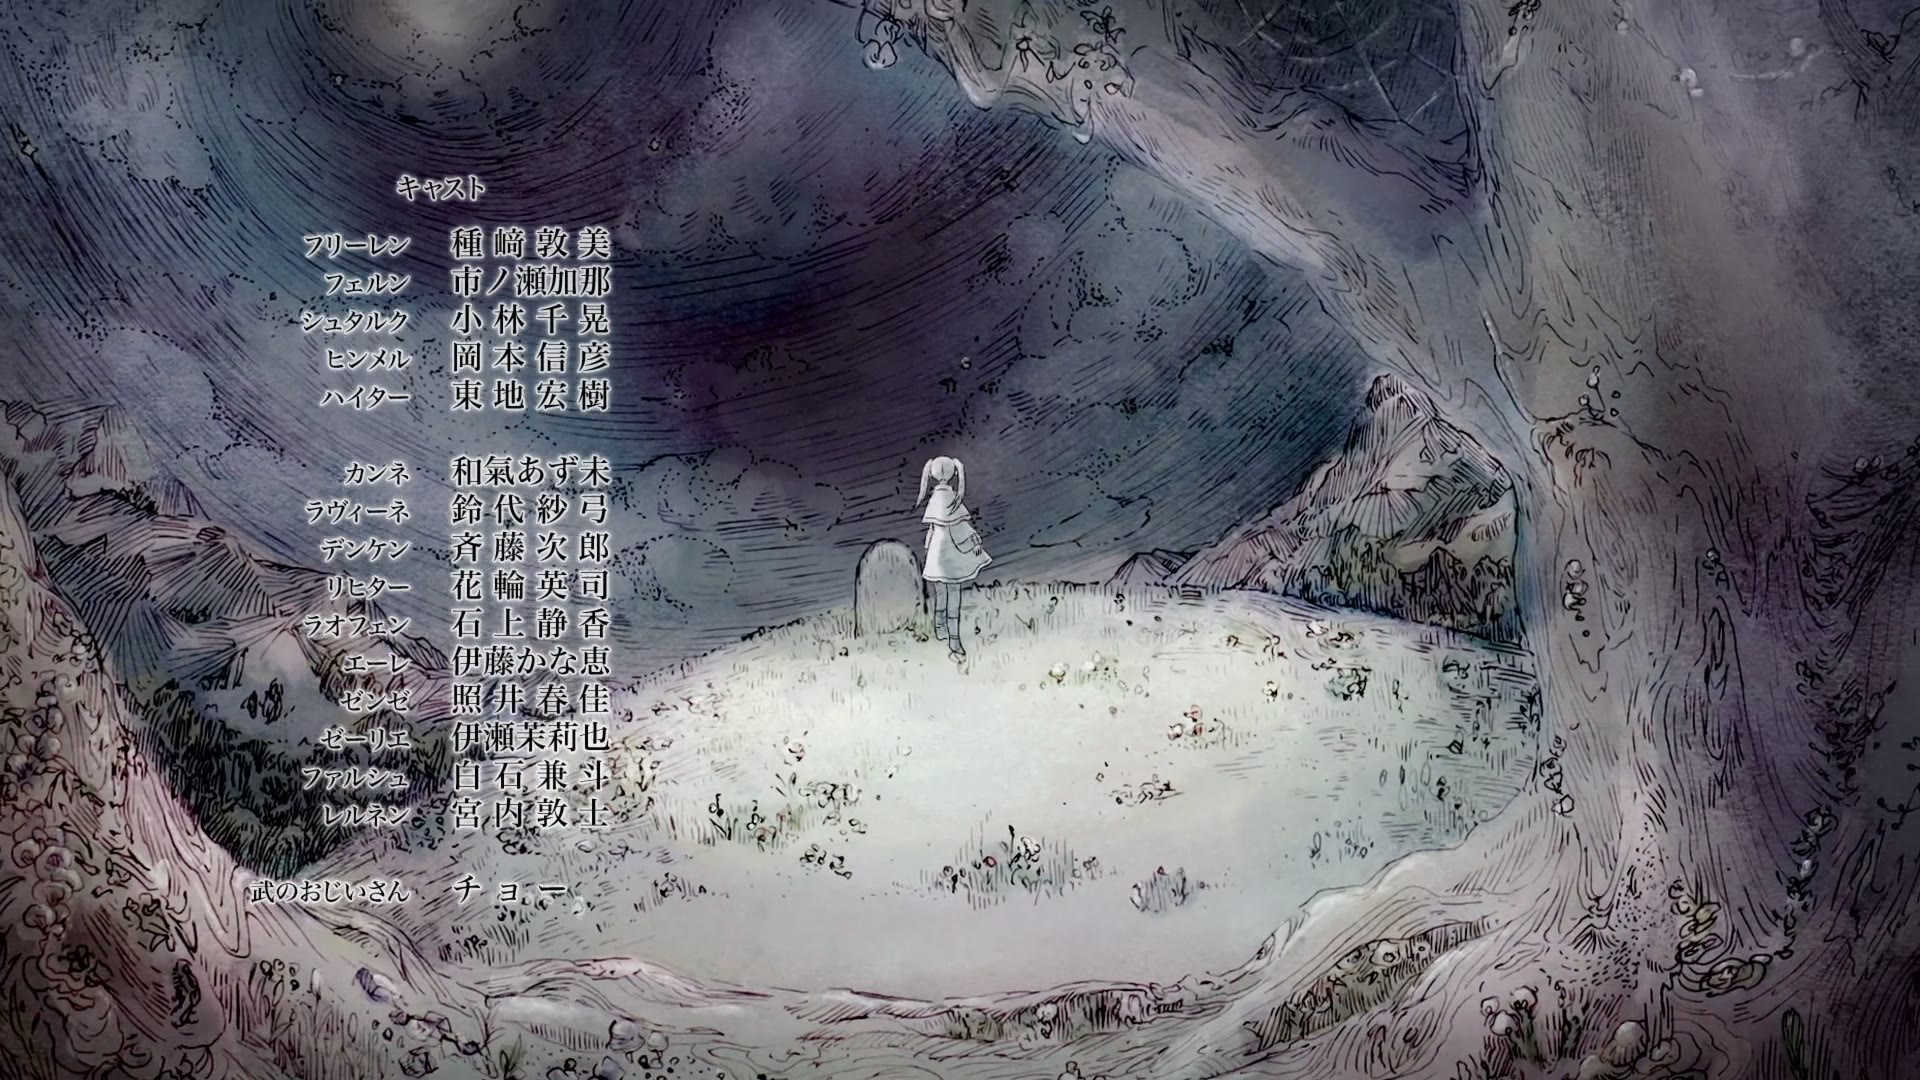 キャスト
フリーレン 種﨑敦美
フェルン 市ノ瀬加那
シュタルク 小林千晃
ヒンメル 岡本信彦
ハイター 東地宏樹
カンネ 和氣あず未
ラヴィーネ 鈴代紗弓
デンケン 斉藤次郎
リヒター 花輪英司
ラオフェン 石上静香
エーレ 伊藤かな恵
ゼンゼ 照井春佳
ゼーリエ 伊瀬茉莉也
ファルシュ 白石兼斗
レルネン 宮内敦士
武のおじいさん チョー